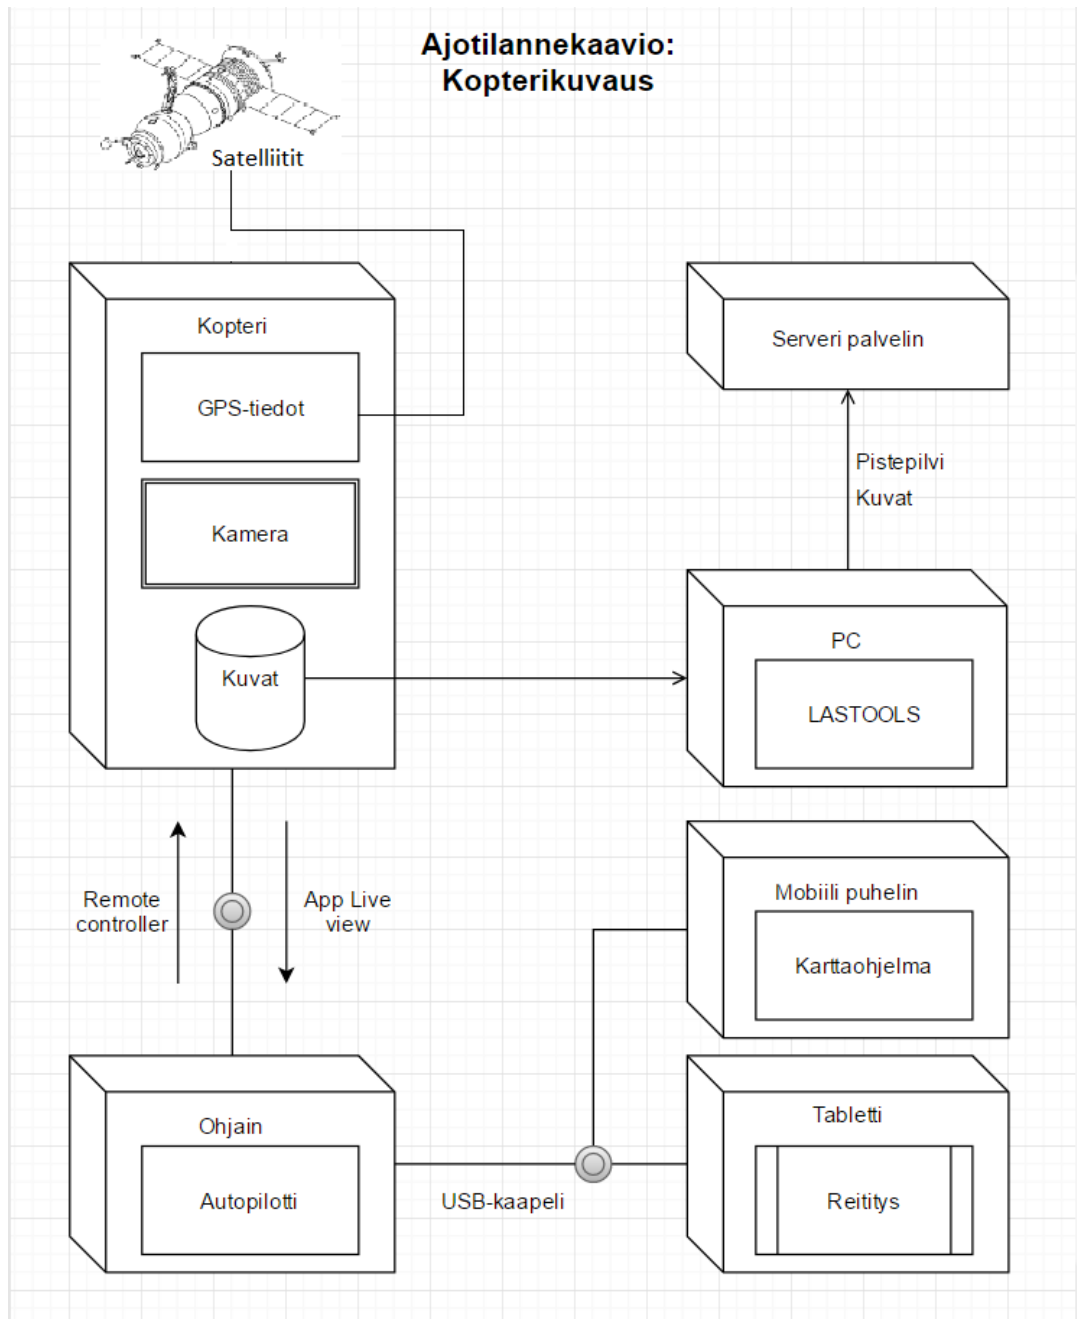 Ajotilannekaavio:
Kopterikuvaus
Satelliitit
Kopteri
GPS-tiedot
Kamera
Kuvat
Serveri palvelin
Pistepilvi
Kuvat
PC
LASTOOLS
Remote
controller
App Live
view
Mobiili puhelin
Karttaohjelma
Ohjain
Autopilotti
USB-kaapeli
Tabletti
Reititys